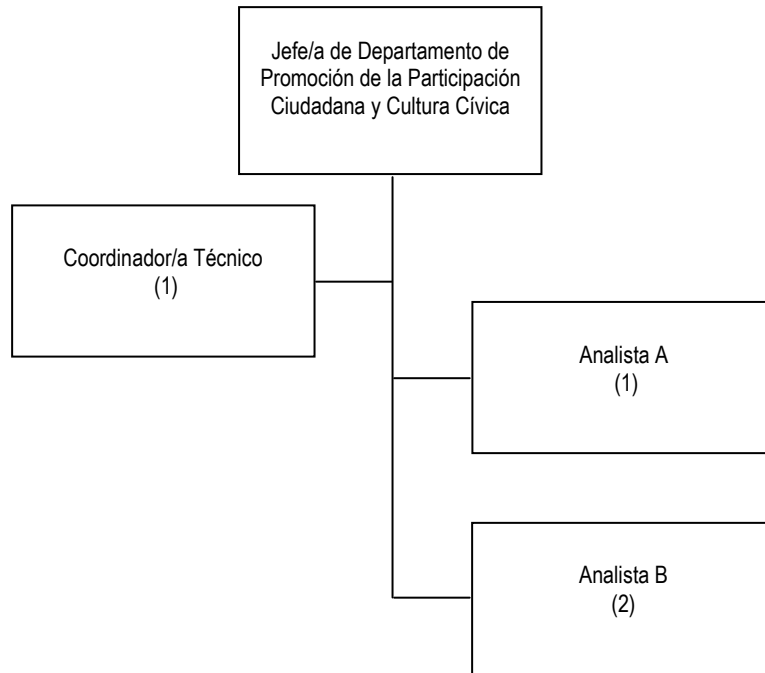 Jefe/a de Departamento de
Promoción de la Participación
Ciudadana y Cultura Cívica
Coordinador/a Técnico
(1)
Analista A
(1)
Analista B
(2)